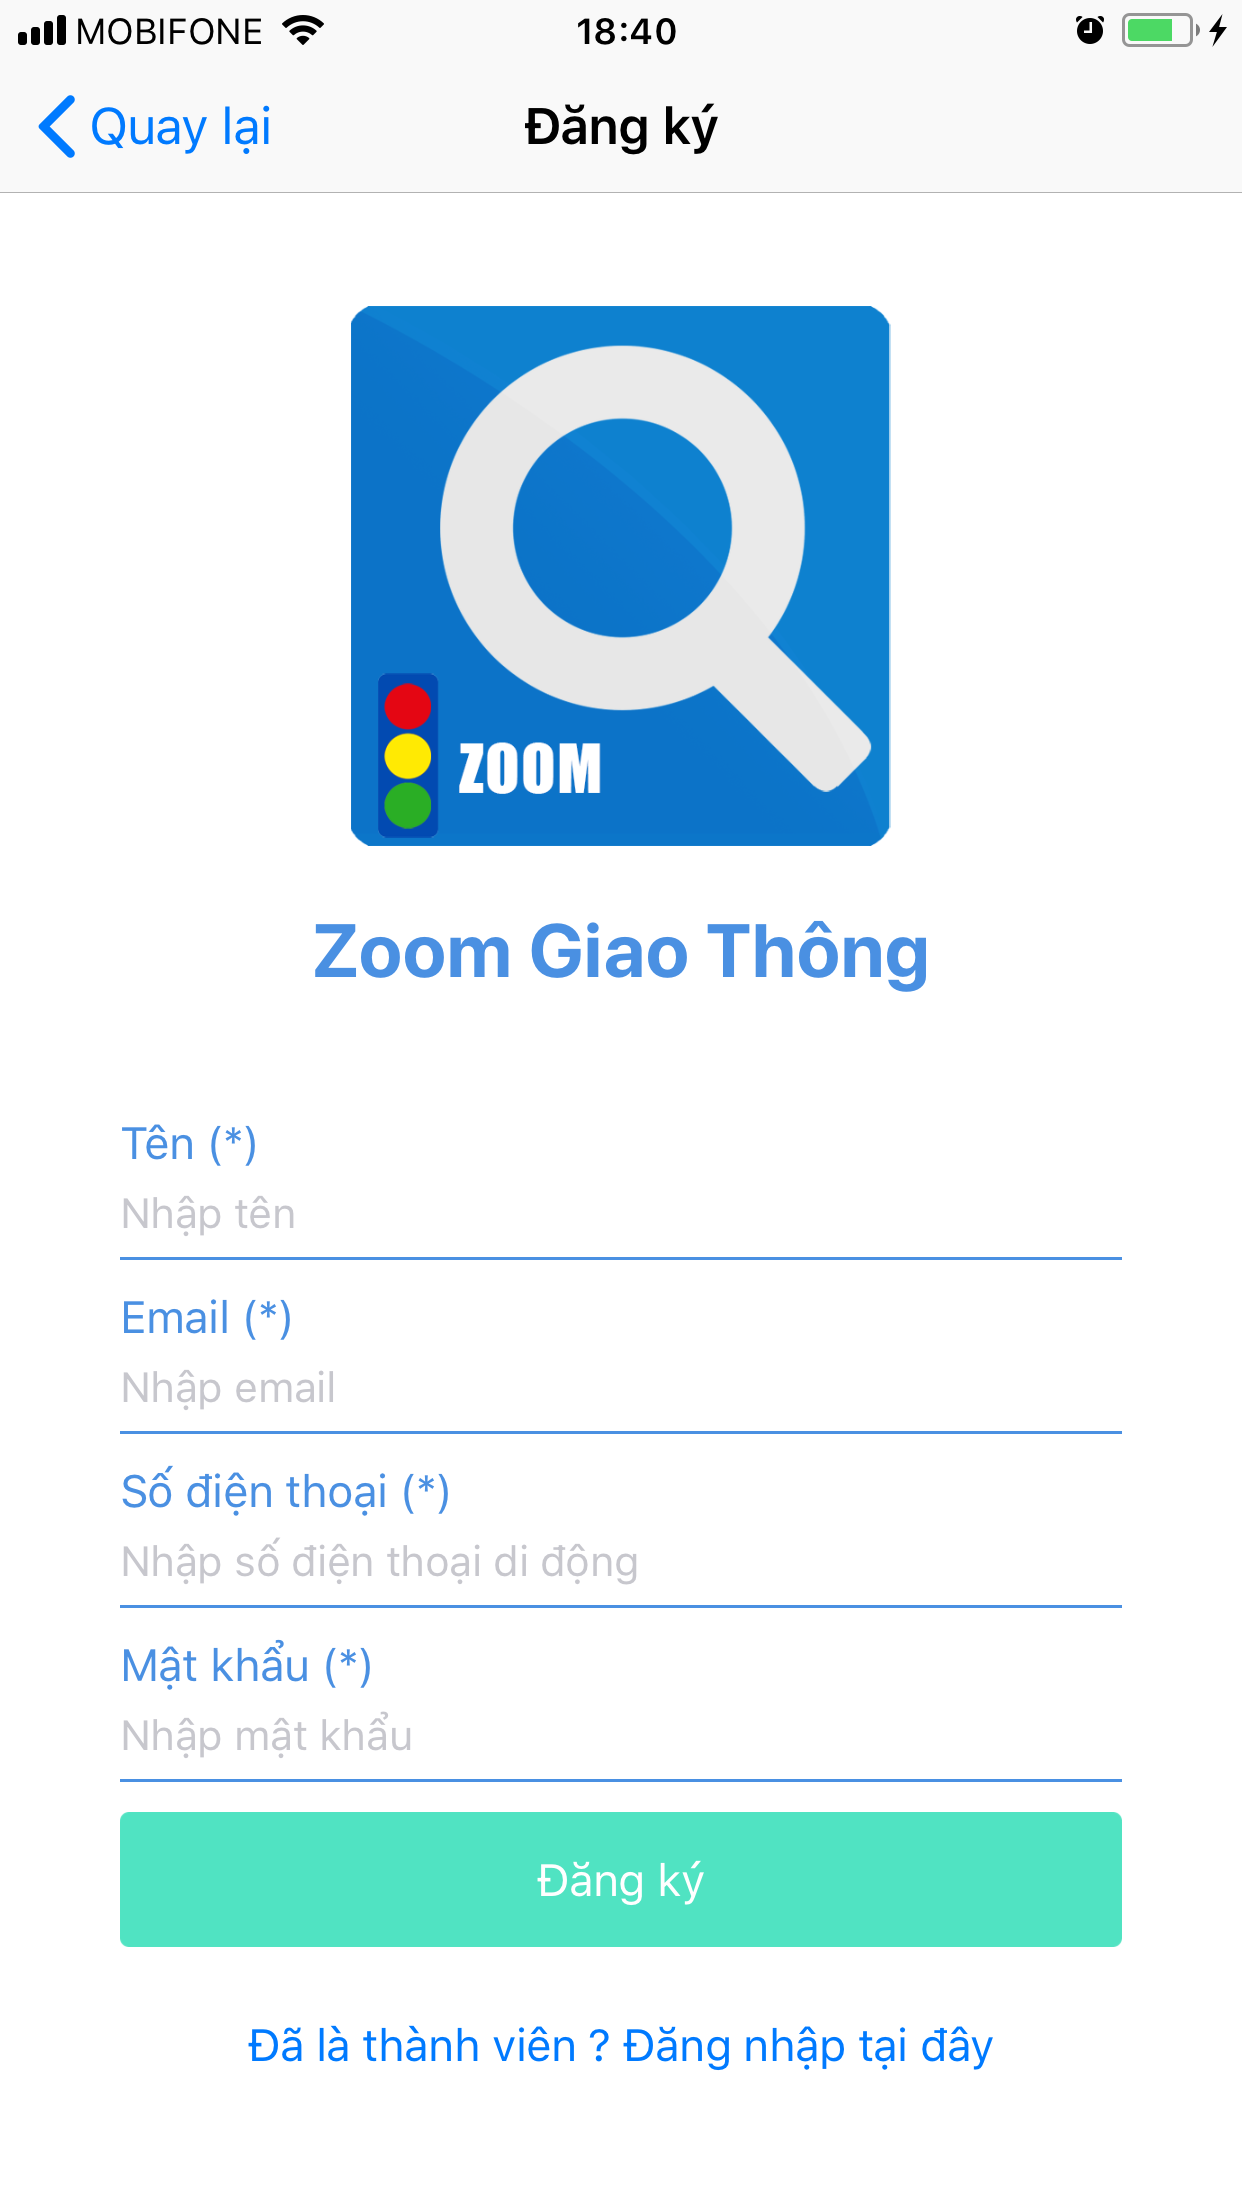 MOBIFONE 18:40
Quay lại Đăng ký
ZOOM
Zoom Giao Thông
Tên (*)
Nhập tên
Email (*)
Nhập email
Số điện thoại (*)
Nhập số điện thoại di động
Mật khẩu (*)
Nhập mật khẩu
Đăng ký
Đã là thành viên ? Đăng nhập tại đây